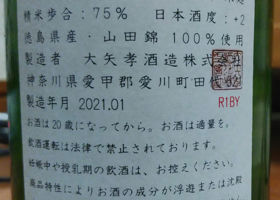 精米歩合:75% 日本酒度:+2
徳島県産・山田錦100%使用
製造者 大矢孝酒造株式会
神奈川県愛甲郡愛川町田
製造年月 2021.01
R1BY
お酒は20歳になってから。お酒は適量を。
飲酒運転は法律で禁止されております。
妊娠中や授乳期の飲酒は、お控えください。
商品特性によりお酒の成分が浮遊または沈殿